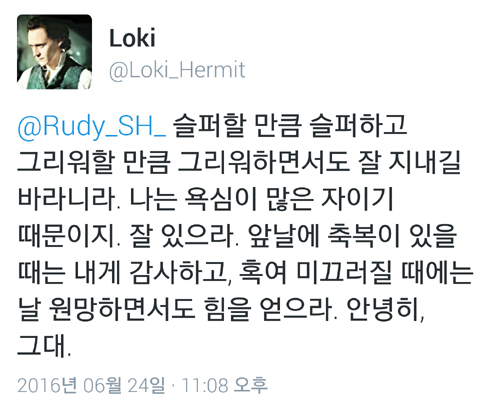 Loki
@Loki_Hermit
@Rudy_SH_ 슬퍼할 만큼 슬퍼하고
그리워할 만큼 그리워하면서도 잘 지내길
바라니라. 나는 욕심이 많은 자이기
때문이지. 잘 있으라. 앞날에 축복이 있을
때는 내게 감사하고, 혹여 미끄러질 때에는
날 원망하면서도 힘을 얻으라. 안녕히,
그대.
2016년 06월 24일 · 11:08 오후